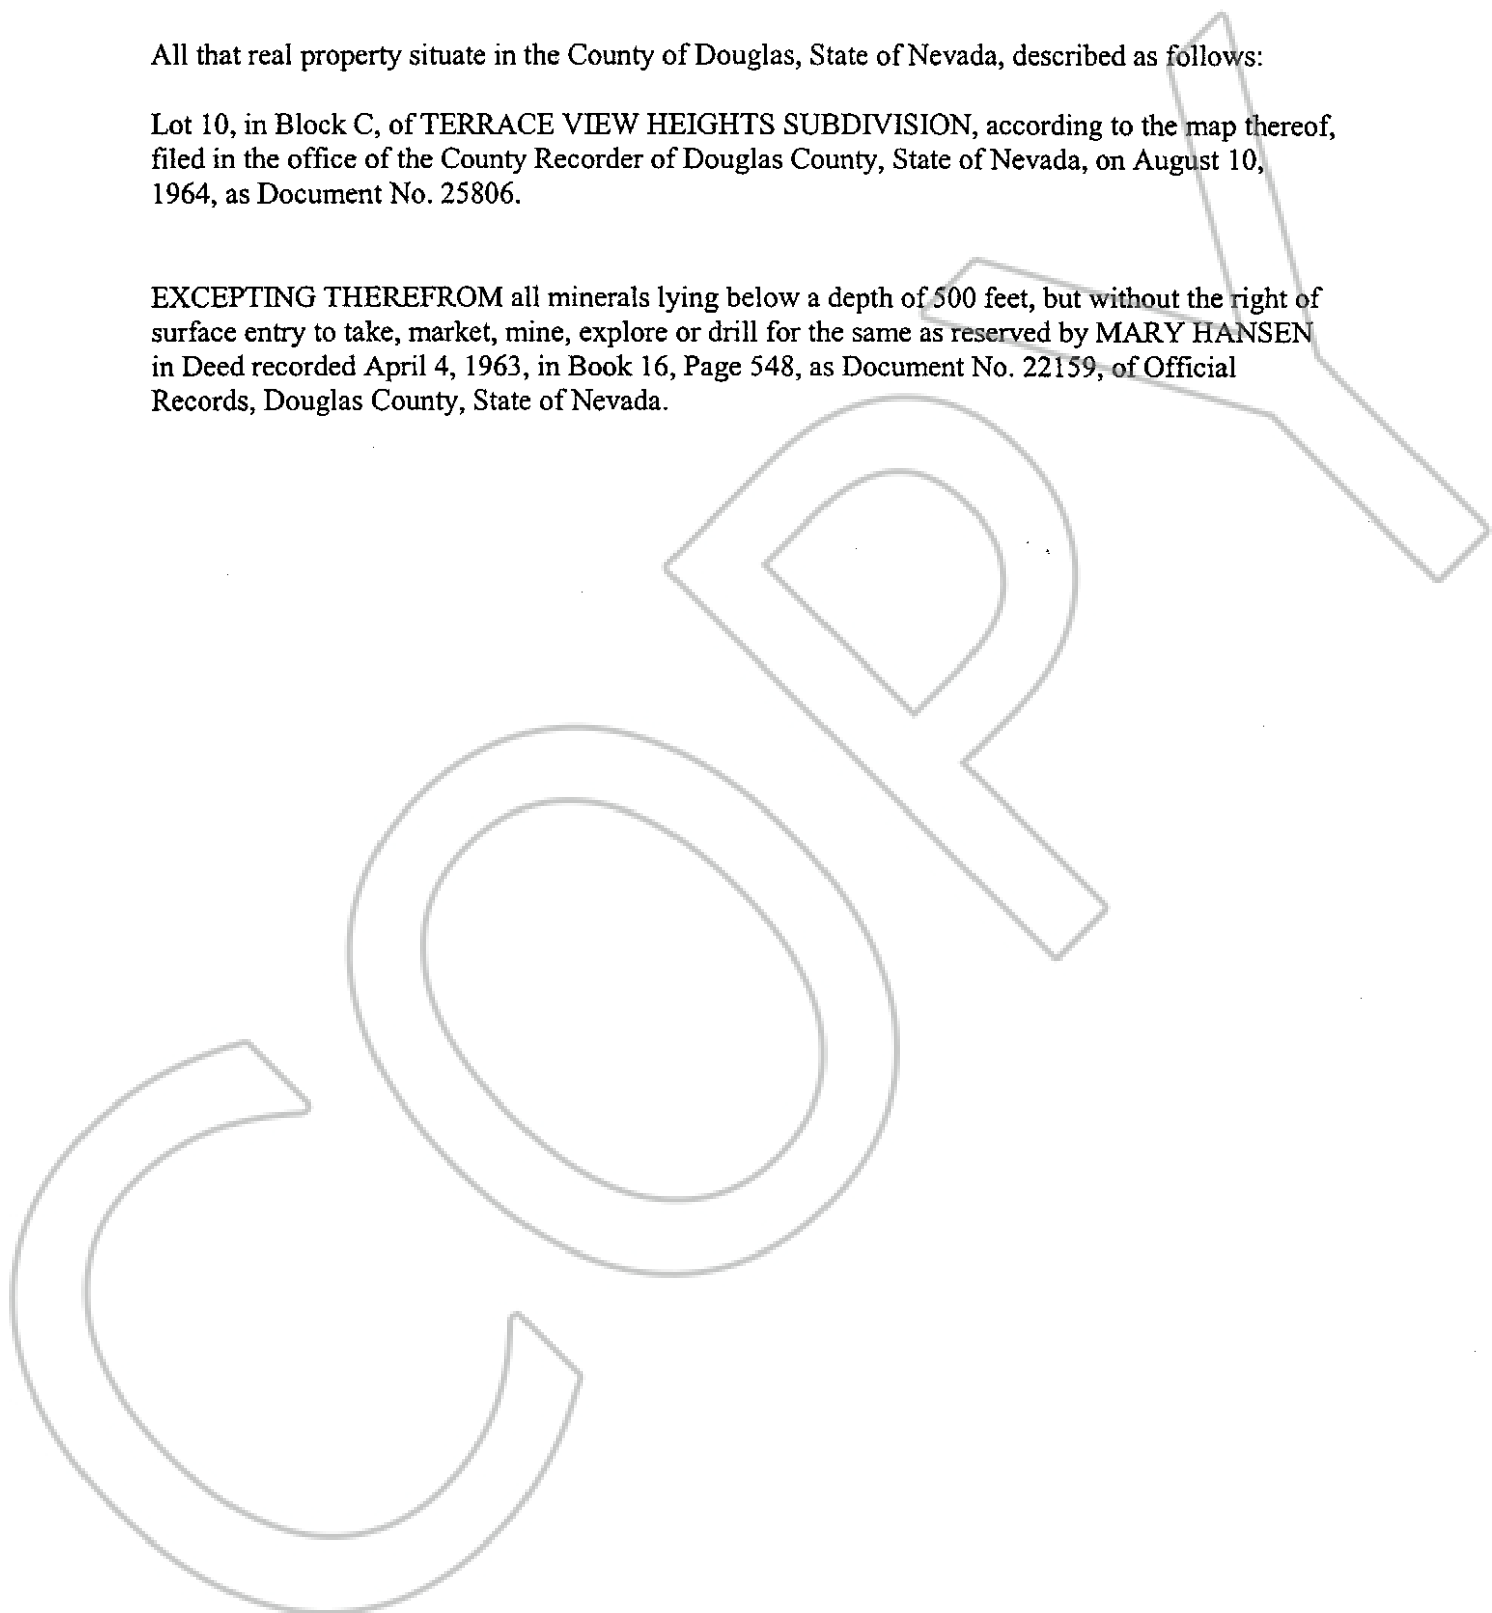 All that real property situate in the County of Douglas, State of Nevada, described as follows:
Lot 10, in Block C, of TERRACE VIEW HEIGHTS SUBDIVISION, according to the map thereof,
filed in the office of the County Recorder of Douglas County, State of Nevada, on August 10,
1964, as Document No. 25806.
EXCEPTING THEREFROM all minerals lying below a depth of 500 feet, but without the right of
surface entry to take, market, mine, explore or drill for the same as reserved by MARY HANSEN
in Deed recorded April 4, 1963, in Book 16, Page 548, as Document No. 22159, of Official
Records, Douglas County, State of Nevada.
COPY